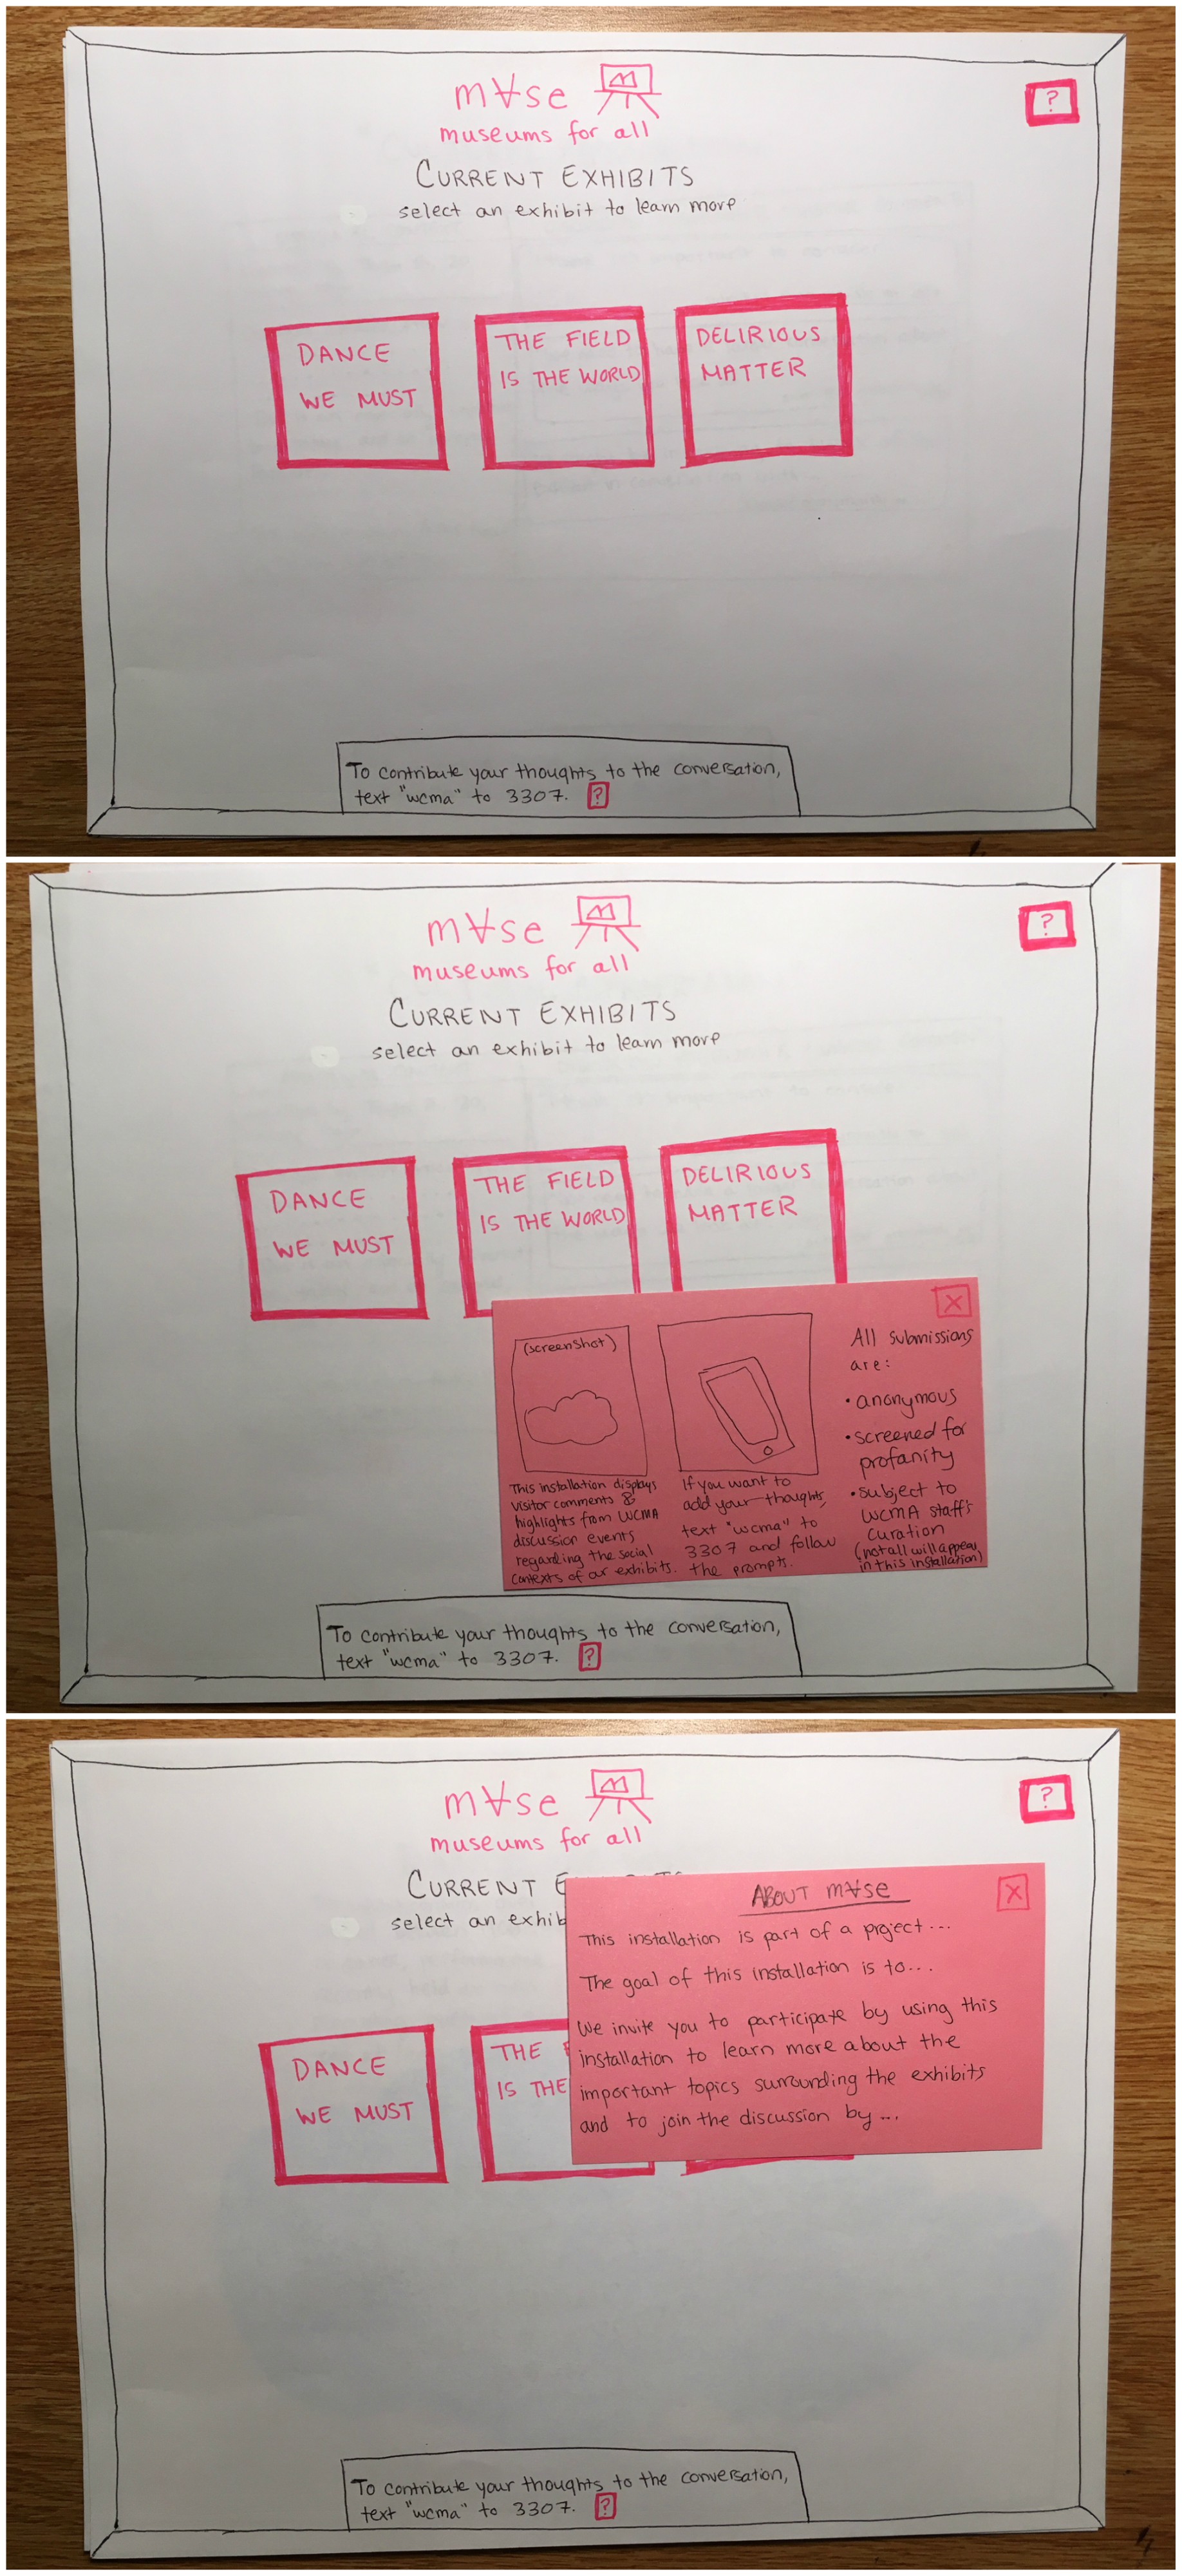 m∀se
museums for all
?
CURRENT EXHIBITS
select an exhibit to learn more
DANCE
WE MUST
THE FIELD
IS THE WORLD
DELIRIOUS
MATTER
To contribute your thoughts to the conversation,
text "wcma" to 3307. ?
m∀se
museums for all
?
CURRENT EXHIBITS
select an exhibit to learn more
DANCE
WE MUST
THE FIELD
IS THE WORLD
DELIRIOUS
MATTER
X
(screenshot)
This installation displays
visitor comments &
highlights from WCMA
discussion events
regarding the social
contexts of our exhibits.
If you want to
add your thoughts,
text "wcma" to
3307 and follow
the prompts.
All submissions
are:
• anonymous
• screened for
profanity
• subject to
WCMA staff's
curation
(not all will appear
in this installation)
To contribute your thoughts to the conversation,
text "wcma" to 3307. ?
m∀se
museums for all
?
CURRENT E
select an exhib
DANCE
WE MUST
THE
IS THE
ABOUT m∀se
X
This installation is part of a project...
The goal of this installation is to...
We invite you to participate by using this
installation to learn more about the
important topics surrounding the exhibits
and to join the discussion by...
To contribute your thoughts to the conversation,
text "wcma" to 3307. ?